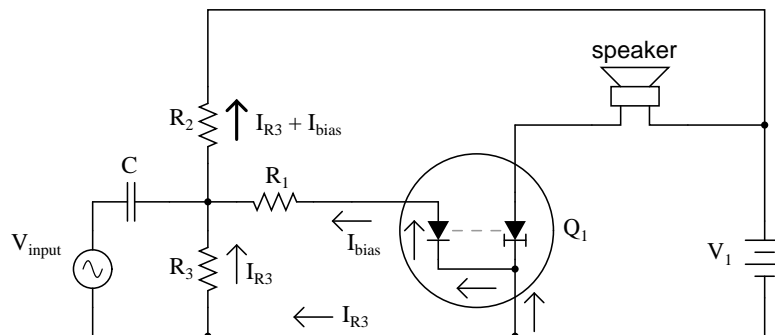 speaker
R2
IR3 + Ibias
C
R1
Vinput
Ibias
Q1
V1
R3
IR3
IR3